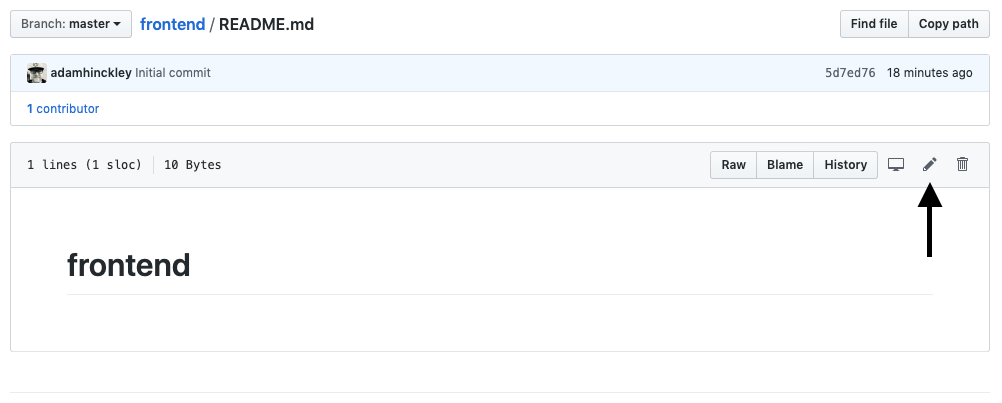 Branch: master frontend / README.md Find file Copy path
adamhinckley Initial commit 5d7ed76 18 minutes ago
1 contributor
1 lines (1 sloc) 10 Bytes Raw Blame History
frontend